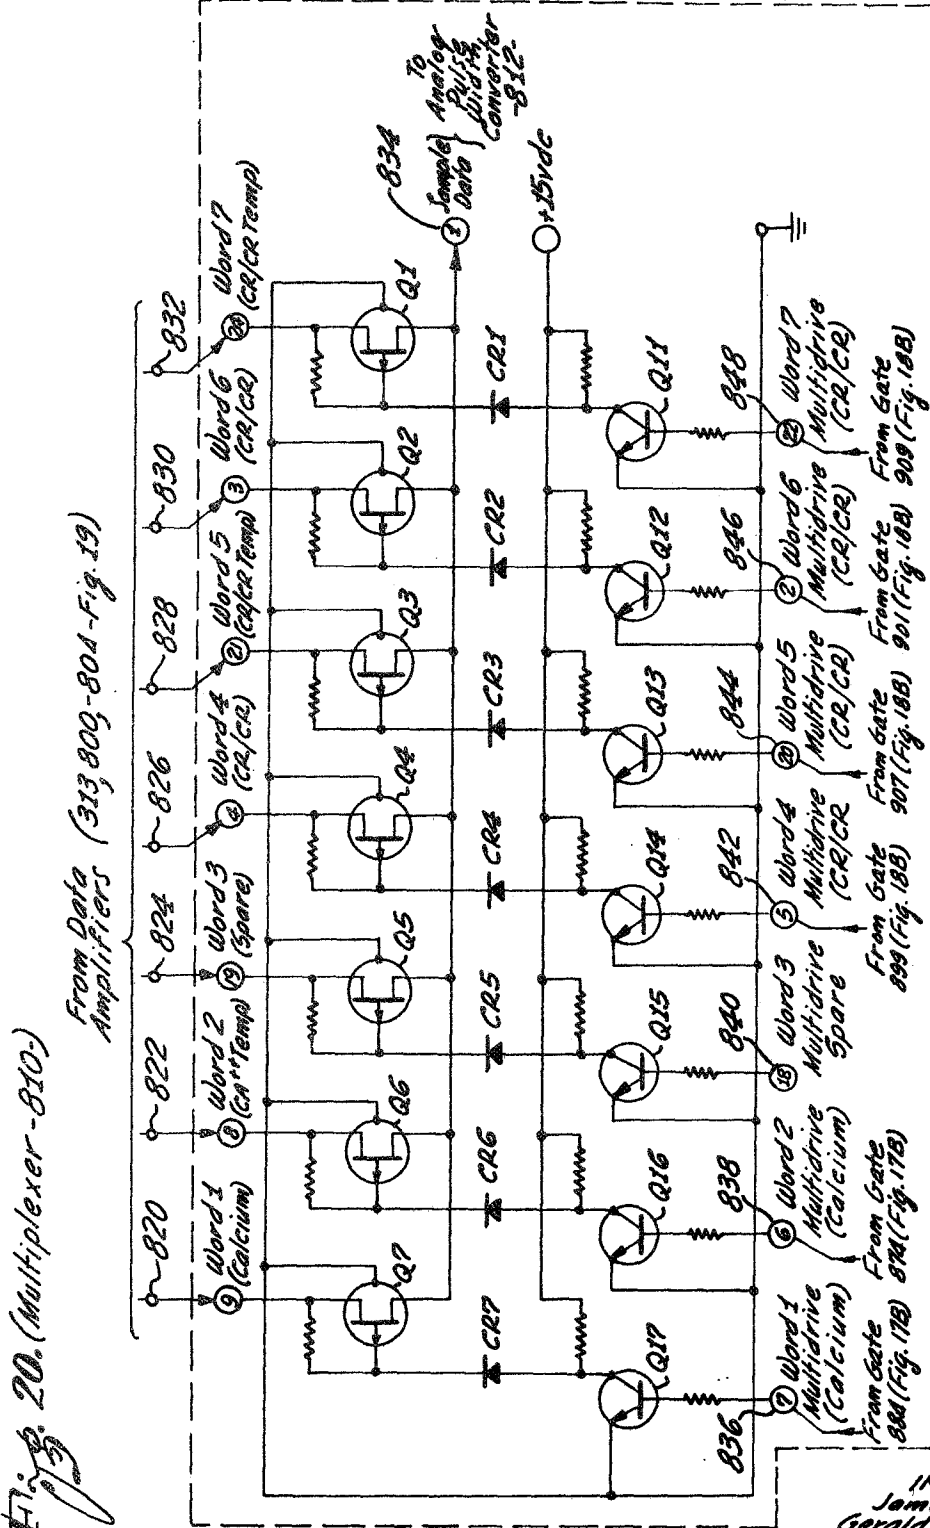 Fig. 20. (Multiplexer -810-)
From Data
Amplifiers (313,800,-804-Fig. 19)
820
822
824
826
828
830
832
9
Word 1
(Calcium)
8
Word 2
(CA++Temp)
19
Word 3
(Spare)
4
Word 4
(CR/CR)
21
Word 5
(CR/CR Temp)
3
Word 6
(CR/CR)
24
Word 7
(CR/CR Temp)
Q7
Q6
Q5
Q4
Q3
Q2
Q1
834
1
Sample
Data
To
Analog
Pulse
Width
Converter
-812-
CR7
CR6
CR5
CR4
CR3
CR2
CR1
+15vdc
Q17
Q16
Q15
Q14
Q13
Q12
Q11
836
838
840
842
844
846
848
7
Word 1
Multidrive
(Calcium)
From Gate
884 (Fig. 17B)
6
Word 2
Multidrive
(Calcium)
From Gate
874 (Fig. 17B)
18
Word 3
Multidrive
Spare
5
Word 4
Multidrive
(CR/CR
From Gate
899 (Fig. 18B)
20
Word 5
Multidrive
(CR/CR)
From Gate
907 (Fig. 18B)
2
Word 6
Multidrive
(CR/CR)
From Gate
901 (Fig. 18B)
22
Word 7
Multidrive
(CR/CR)
From Gate
909 (Fig. 18B)